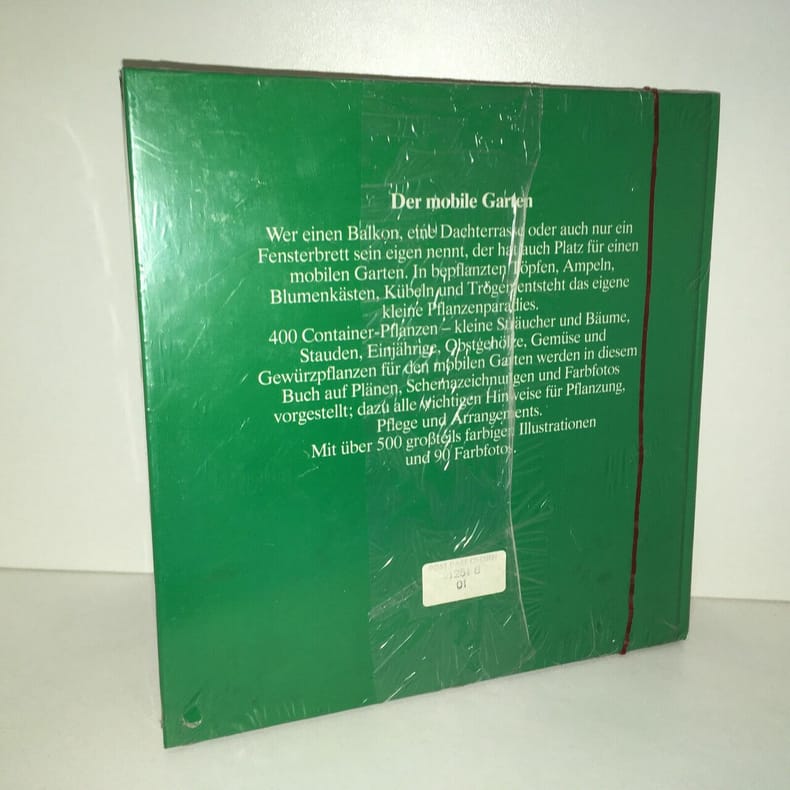 Der mobile Garten
Wer einen Balkon, eine Dachterrasse oder auch nur ein
Fensterbrett sein eigen nennt, der hat auch Platz für einen
mobilen Garten. In bepflanzten Töpfen, Ampeln,
Blumenkästen, Kübeln und Trögen entsteht das eigene
kleine Pflanzenparadies.
400 Container-Pflanzen – kleine Sträucher und Bäume,
Stauden, Einjährige, Obstgehölze, Gemüse und
Gewürzpflanzen für den mobilen Garten werden in diesem
Buch auf Plänen, Schemazeichnungen und Farbfotos
vorgestellt; dazu alle wichtigen Hinweise für Pflanzung,
Pflege und Arrangements.
Mit über 500 großteils farbigen Illustrationen
und 90 Farbfotos.
01